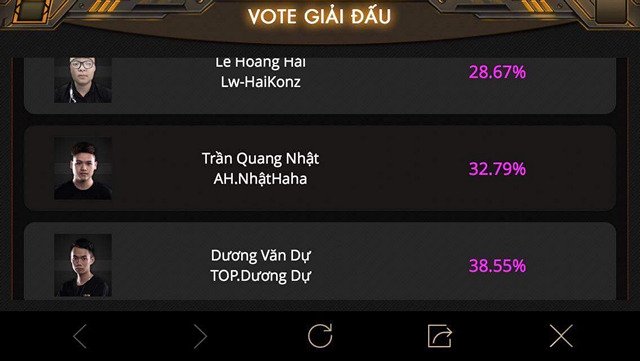 VOTE GIẢI ĐẤU
Lê Hoàng Hải
Lw-HaiKonz
28.67%
Trần Quang Nhật
AH.NhậtHaha
32.79%
Dương Văn Dự
TOP.Dương Dự
38.55%